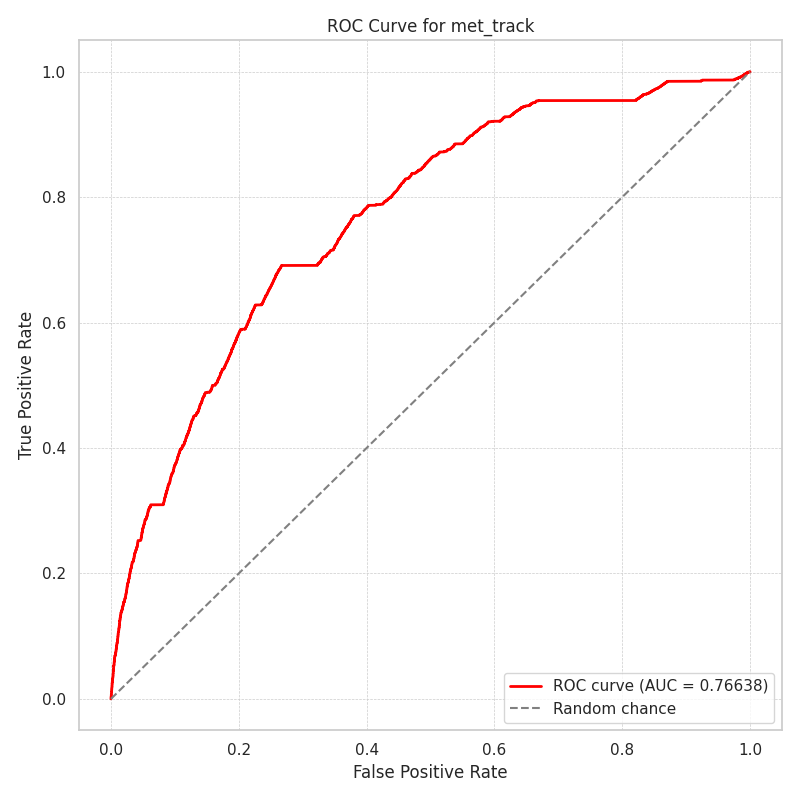 ROC Curve for met_track
True Positive Rate
1.0
0.8
0.6
0.4
0.2
0.0
ROC curve (AUC = 0.76638)
Random chance
0.0 0.2 0.4 0.6 0.8 1.0
False Positive Rate